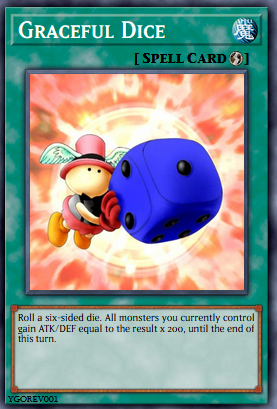 GRACEFUL DICE
魔
[ SPELL CARD ]
Roll a six-sided die. All monsters you currently control
gain ATK/DEF equal to the result x 200, until the end of
this turn.
YGOREV001